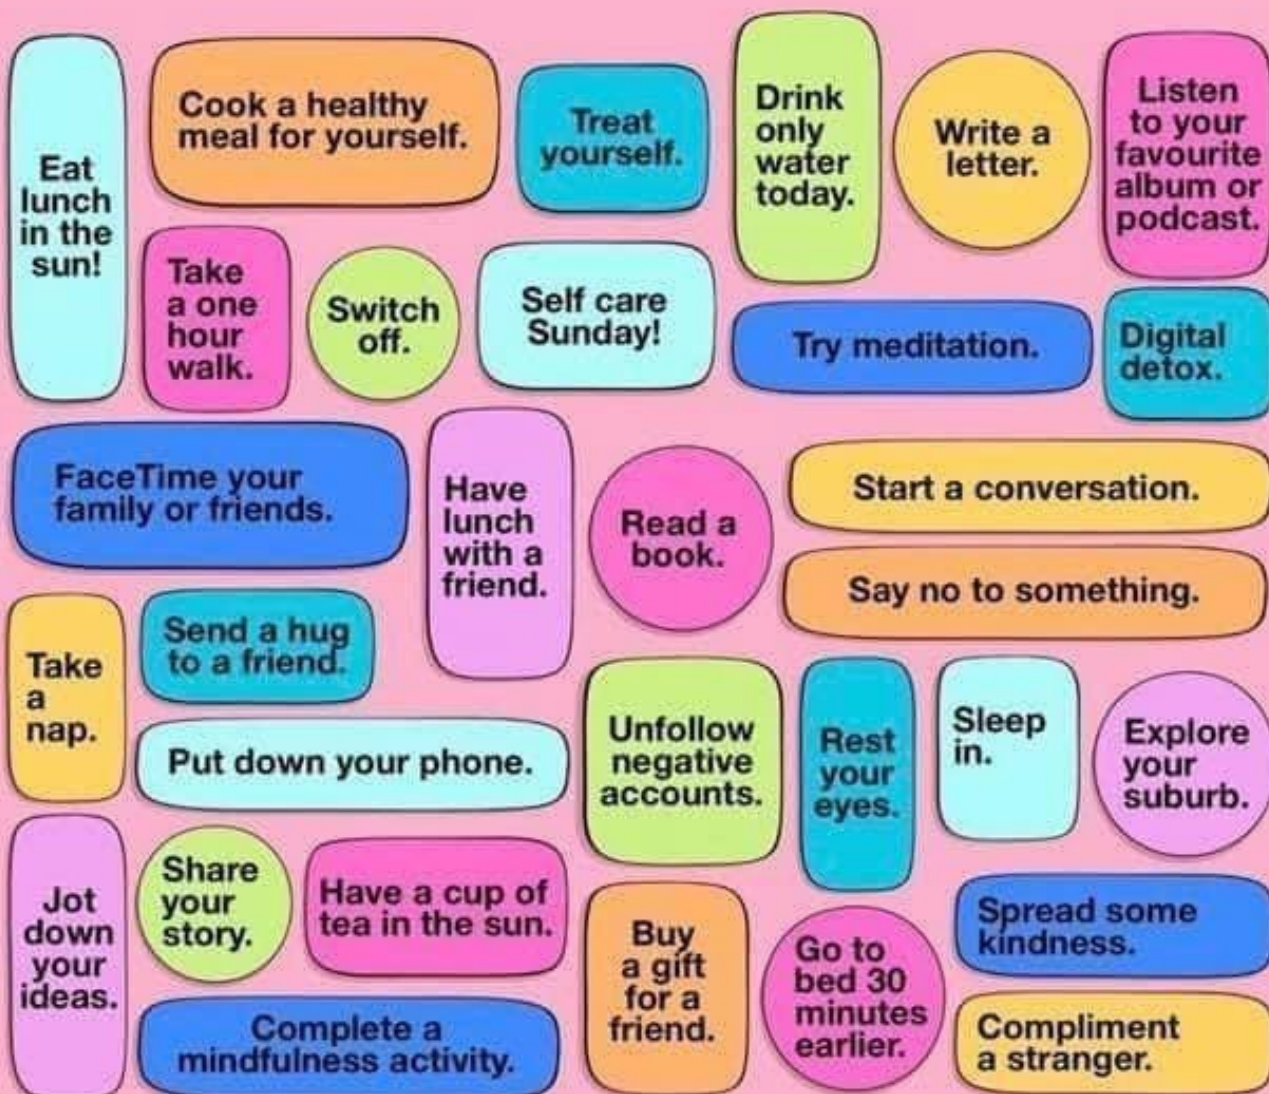 Eat
lunch
in the
sun!
Cook a healthy
meal for yourself.
Treat
yourself.
Drink
only
water
today.
Write a
letter.
Listen
to your
favourite
album or
podcast.
Take
a one
hour
walk.
Switch
off.
Self care
Sunday!
Try meditation.
Digital
detox.
FaceTime your
family or friends.
Have
lunch
with a
friend.
Read a
book.
Start a conversation.
Say no to something.
Take
a
nap.
Send a hug
to a friend.
Put down your phone.
Unfollow
negative
accounts.
Rest
your
eyes.
Sleep
in.
Explore
your
suburb.
Jot
down
your
ideas.
Share
your
story.
Have a cup of
tea in the sun.
Buy
a gift
for a
friend.
Go to
bed 30
minutes
earlier.
Spread some
kindness.
Complete a
mindfulness activity.
Compliment
a stranger.